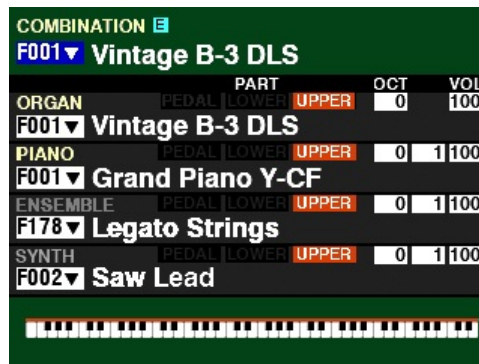 COMBINATION E
F001▼ Vintage B-3 DLS
PART OCT VOL
ORGAN PEDAL LOWER UPPER 0 100
F001▼ Vintage B-3 DLS
PIANO PEDAL LOWER UPPER 0 1 100
F001▼ Grand Piano Y-CF
ENSEMBLE PEDAL LOWER UPPER 0 1 100
F178▼ Legato Strings
SYNTH PEDAL LOWER UPPER 0 1 100
F002▼ Saw Lead